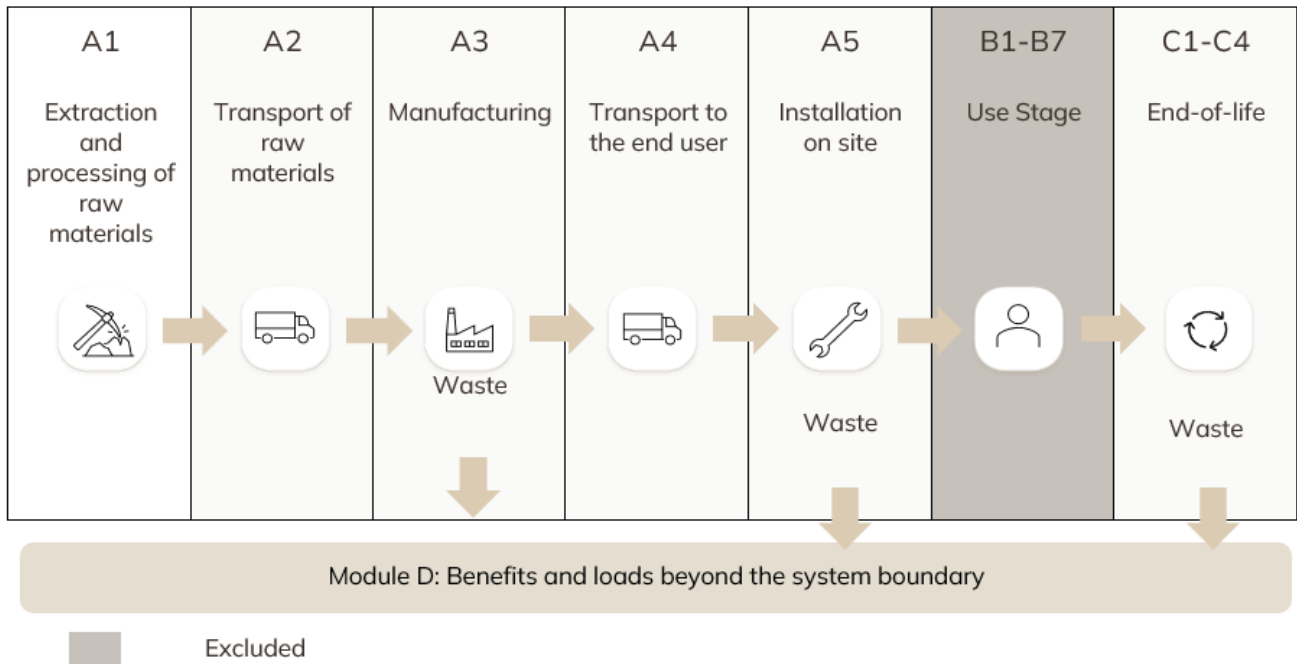 A1
Extraction
and
processing of
raw
materials
A2
Transport of
raw
materials
A3
Manufacturing
Waste
A4
Transport to
the end user
A5
Installation
on site
Waste
B1-B7
Use Stage
C1-C4
End-of-life
Waste
Module D: Benefits and loads beyond the system boundary
Excluded